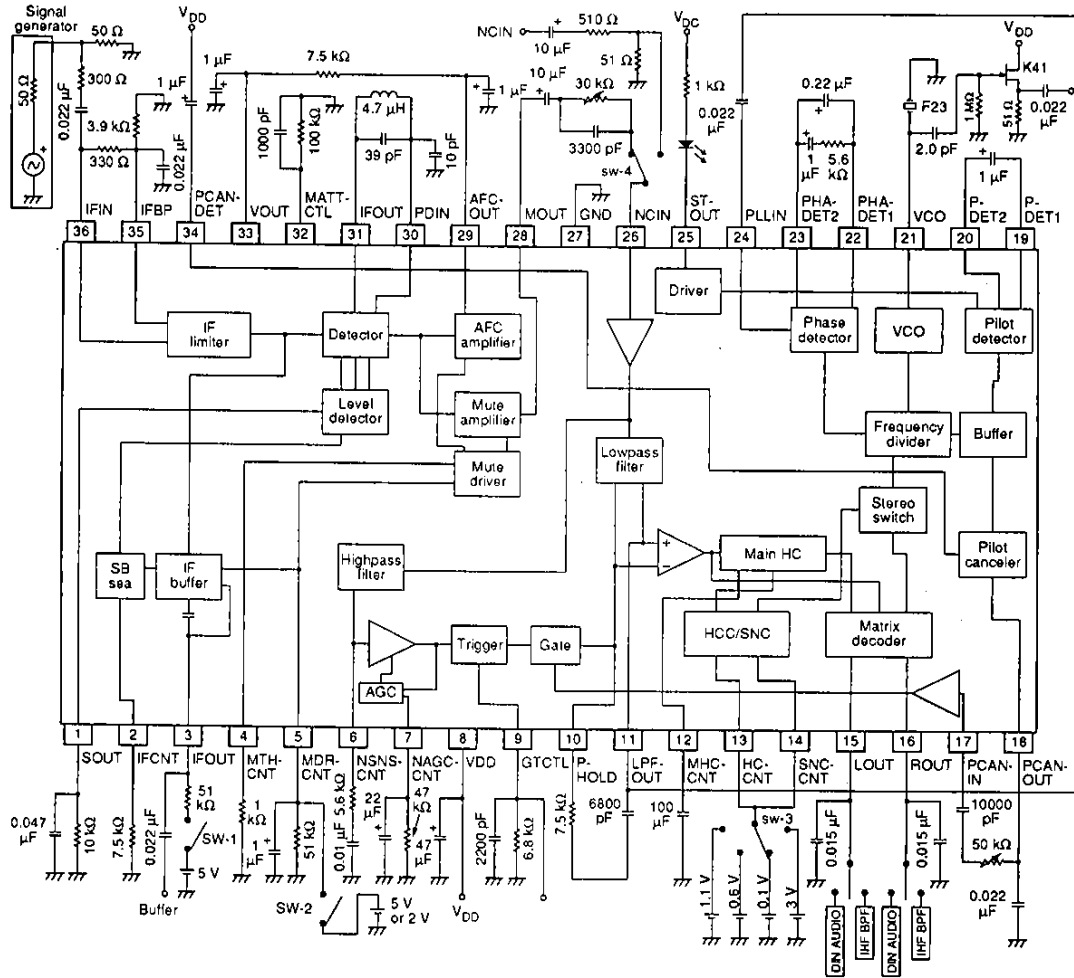 Signal generator
50 Ω
50 Ω
300 Ω
0.022 µF
3.9 kΩ
330 Ω
0.022 µF
VDD
1 µF
1 µF
7.5 kΩ
1 µF
1000 pF
100 kΩ
4.7 µH
39 pF
10 pF
NCIN
10 µF
510 Ω
51 Ω
10 µF
30 kΩ
3300 pF
sw-4
VDC
1 kΩ
0.022 µF
0.22 µF
1 µF
5.6 kΩ
F23
2.0 pF
1 MΩ
VDD
K41
51 Ω
0.022 µF
1 µF
IFIN
IFBP
PCAN-DET
VOUT
MATT-CTL
IFOUT
PDIN
AFC-OUT
MOUT
GND
NCIN
ST-OUT
PLLIN
PHA-DET2
PHA-DET1
VCO
P-DET2
P-DET1
36 35 34 33 32 31 30 29 28 27 26 25 24 23 22 21 20 19
IF limiter
Detector
AFC amplifier
Driver
Phase detector
VCO
Pilot detector
Level detector
Mute amplifier
Mute driver
Lowpass filter
Frequency divider
Buffer
Stereo switch
SB sea
IF buffer
Highpass filter
+
−
Main HC
Pilot canceler
HCC/SNC
Matrix decoder
Trigger
Gate
AGC
1 2 3 4 5 6 7 8 9 10 11 12 13 14 15 16 17 18
SOUT
IFCNT
IFOUT
MTH-CNT
MDR-CNT
NSNS-CNT
NAGC-CNT
VDD
GTCTL
P-HOLD
LPF-OUT
MHC-CNT
HC-CNT
SNC-CNT
LOUT
ROUT
PCAN-IN
PCAN-OUT
0.047 µF
10 kΩ
7.5 kΩ
0.022 µF
51 kΩ
SW-1
5 V
Buffer
1 kΩ
1 µF
51 kΩ
SW-2
5 V or 2 V
5.6 kΩ
0.01 µF
22 µF
47 kΩ
47 µF
VDD
2200 pF
6.8 kΩ
7.5 kΩ
6800 pF
100 µF
sw-3
1.1 V
0.6 V
0.1 V
3 V
0.015 µF
0.015 µF
DIN AUDIO
IHF BPF
DIN AUDIO
IHF BPF
10000 pF
50 kΩ
0.022 µF